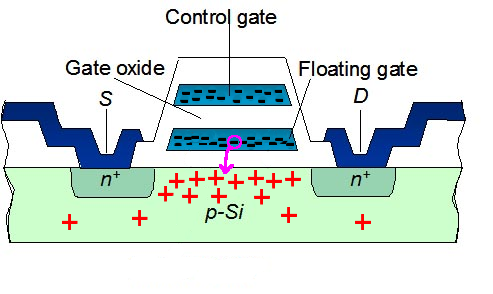 Control gate
Gate oxide
Floating gate
S
D
n+
n+
p-Si